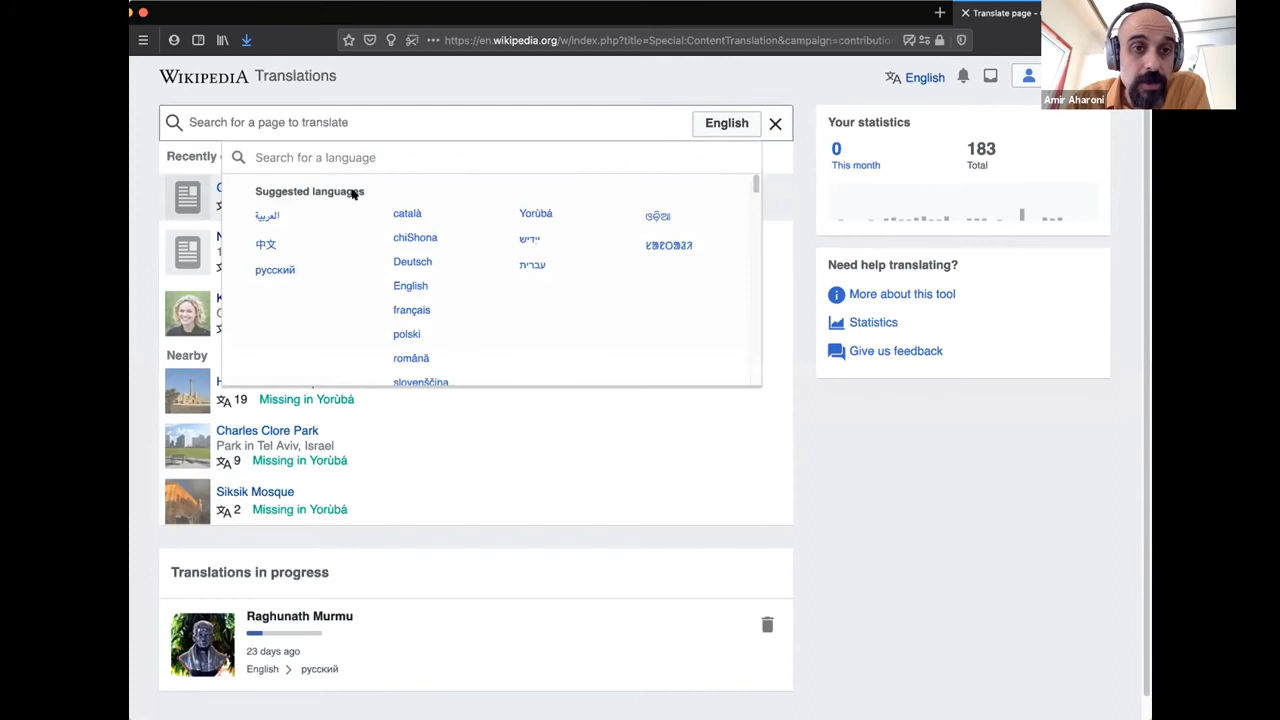 Translate page -
https://en.wikipedia.org/w/index.php?title=Special:ContentTranslation&campaign=contributio
Amir Aharoni
WIKIPEDIA Translations
English
Search for a page to translate
English
Recently
Search for a language
Suggested languages
العربية
中文
русский
català
chiShona
Deutsch
English
français
polski
română
slovenščina
Yorùbá
ייִדיש
עברית
ଓଡ଼ିଆ
Nearby
19 Missing in Yorùbá
Charles Clore Park
Park in Tel Aviv, Israel
9 Missing in Yorùbá
Siksik Mosque
2 Missing in Yorùbá
Translations in progress
Raghunath Murmu
23 days ago
English > русский
Your statistics
0
This month
183
Total
Need help translating?
More about this tool
Statistics
Give us feedback